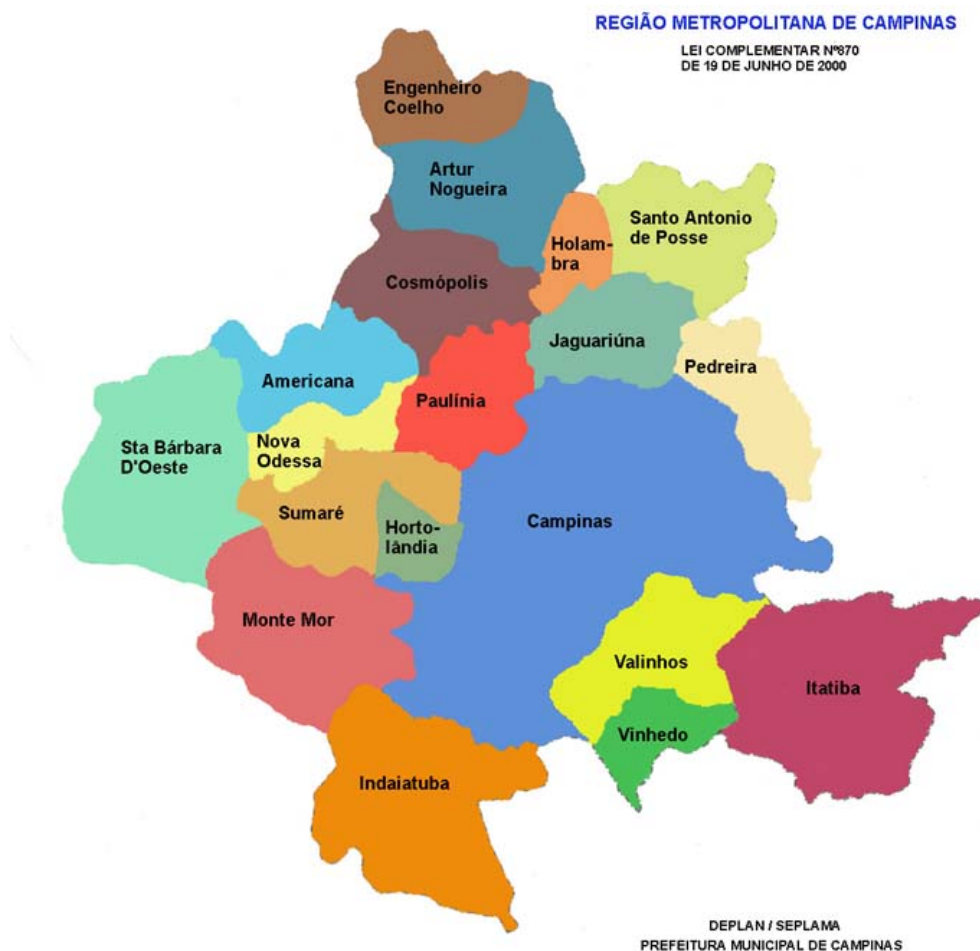 REGIÃO METROPOLITANA DE CAMPINAS
LEI COMPLEMENTAR Nº870
DE 19 DE JUNHO DE 2000
Engenheiro
Coelho
Artur
Nogueira
Santo Antonio
de Posse
Holam-
bra
Cosmópolis
Jaguariúna
Pedreira
Americana
Paulínia
Sta Bárbara
D'Oeste
Nova
Odessa
Sumaré
Horto-
lândia
Campinas
Monte Mor
Valinhos
Itatiba
Vinhedo
Indaiatuba
DEPLAN / SEPLAMA
PREFEITURA MUNICIPAL DE CAMPINAS